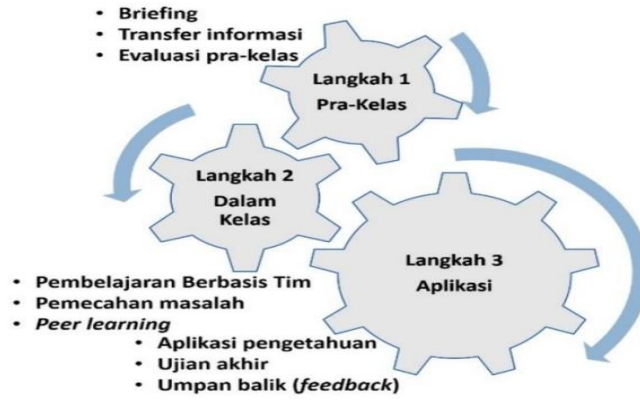 • Briefing
• Transfer informasi
• Evaluasi pra-kelas
Langkah 1
Pra-Kelas
Langkah 2
Dalam
Kelas
• Pembelajaran Berbasis Tim
• Pemecahan masalah
• Peer learning
Langkah 3
Aplikasi
• Aplikasi pengetahuan
• Ujian akhir
• Umpan balik (feedback)